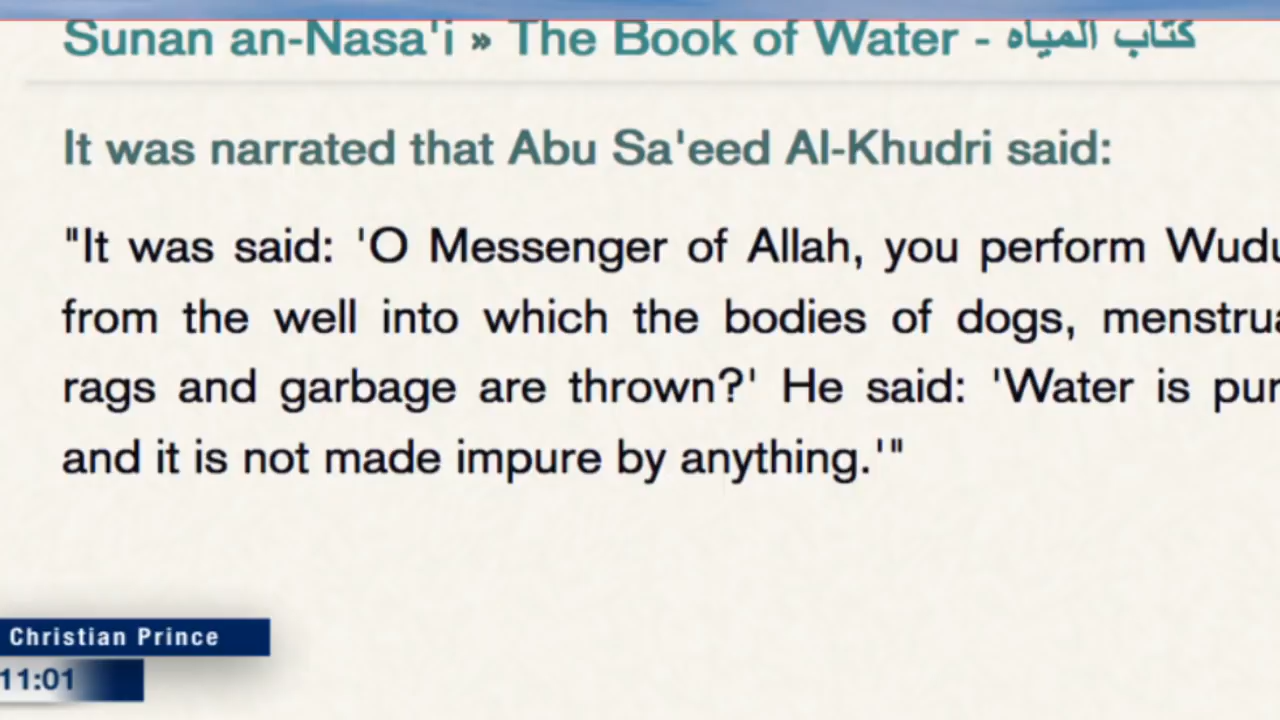 Sunan an-Nasa'i » The Book of Water - كتاب المياه
It was narrated that Abu Sa'eed Al-Khudri said:
"It was said: 'O Messenger of Allah, you perform Wudu
from the well into which the bodies of dogs, menstrua
rags and garbage are thrown?' He said: 'Water is pur
and it is not made impure by anything.'"
Christian Prince
11:01